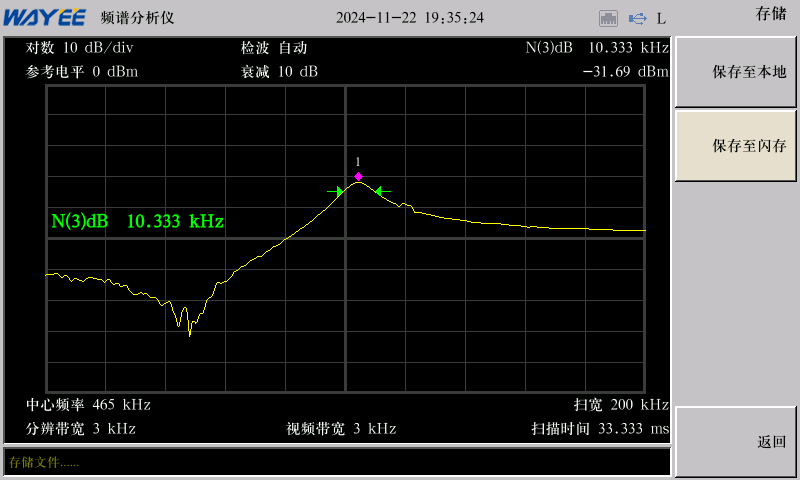 WAYEE 频谱分析仪 2024-11-22 19:35:24 L 存储
对数 10 dB/div 检波 自动 N(3)dB 10.333 kHz
参考电平 0 dBm 衰减 10 dB -31.69 dBm
保存至本地
保存至闪存
1
N(3)dB 10.333 kHz
中心频率 465 kHz 扫宽 200 kHz
分辨带宽 3 kHz 视频带宽 3 kHz 扫描时间 33.333 ms
返回
存储文件......